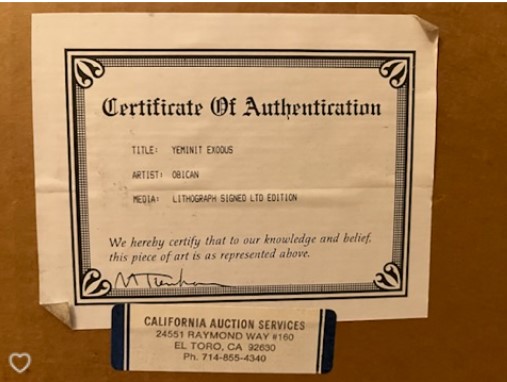 Certificate Of Authentication
TITLE: YEMINIT EXODUS
ARTIST: OBICAN
MEDIA: LITHOGRAPH SIGNED LTD EDITION
We hereby certify that to our knowledge and belief,
this piece of art is as represented above.
CALIFORNIA AUCTION SERVICES
24551 RAYMOND WAY #160
EL TORO, CA 92630
Ph. 714-855-4340